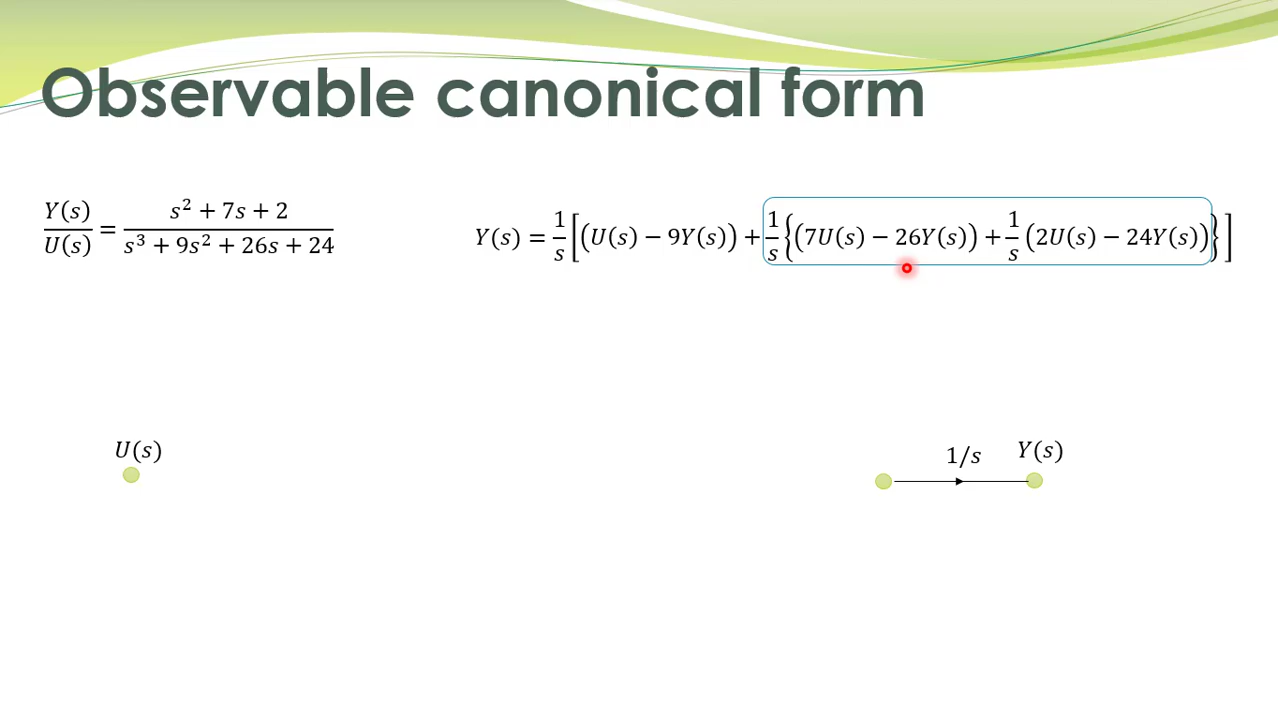 Observable canonical form
Y(s)/U(s) = (s² + 7s + 2)/(s³ + 9s² + 26s + 24)
Y(s) = 1/s[(U(s) − 9Y(s)) + 1/s{(7U(s) − 26Y(s)) + 1/s(2U(s) − 24Y(s))}]
U(s)
1/s
Y(s)